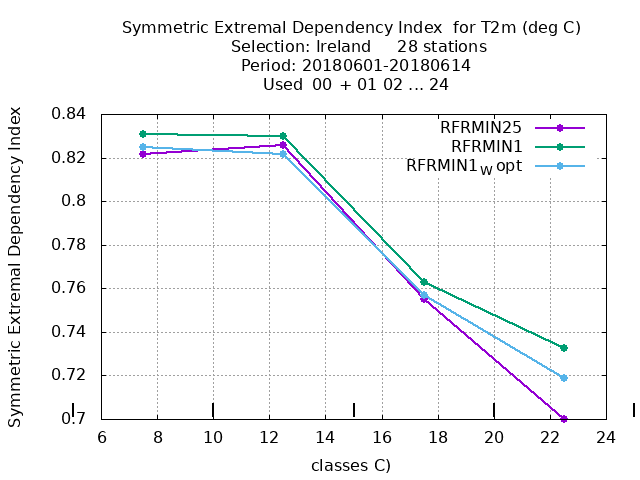 Symmetric Extremal Dependency Index  for T2m (deg C)
Selection: Ireland     28 stations
Period: 20180601-20180614
Used  00  + 01 02 ... 24
Symmetric Extremal Dependency Index
0.84
0.82
0.8
0.78
0.76
0.74
0.72
0.7
RFRMIN25
RFRMIN1
RFRMIN1W opt
6 8 10 12 14 16 18 20 22 24
classes C)